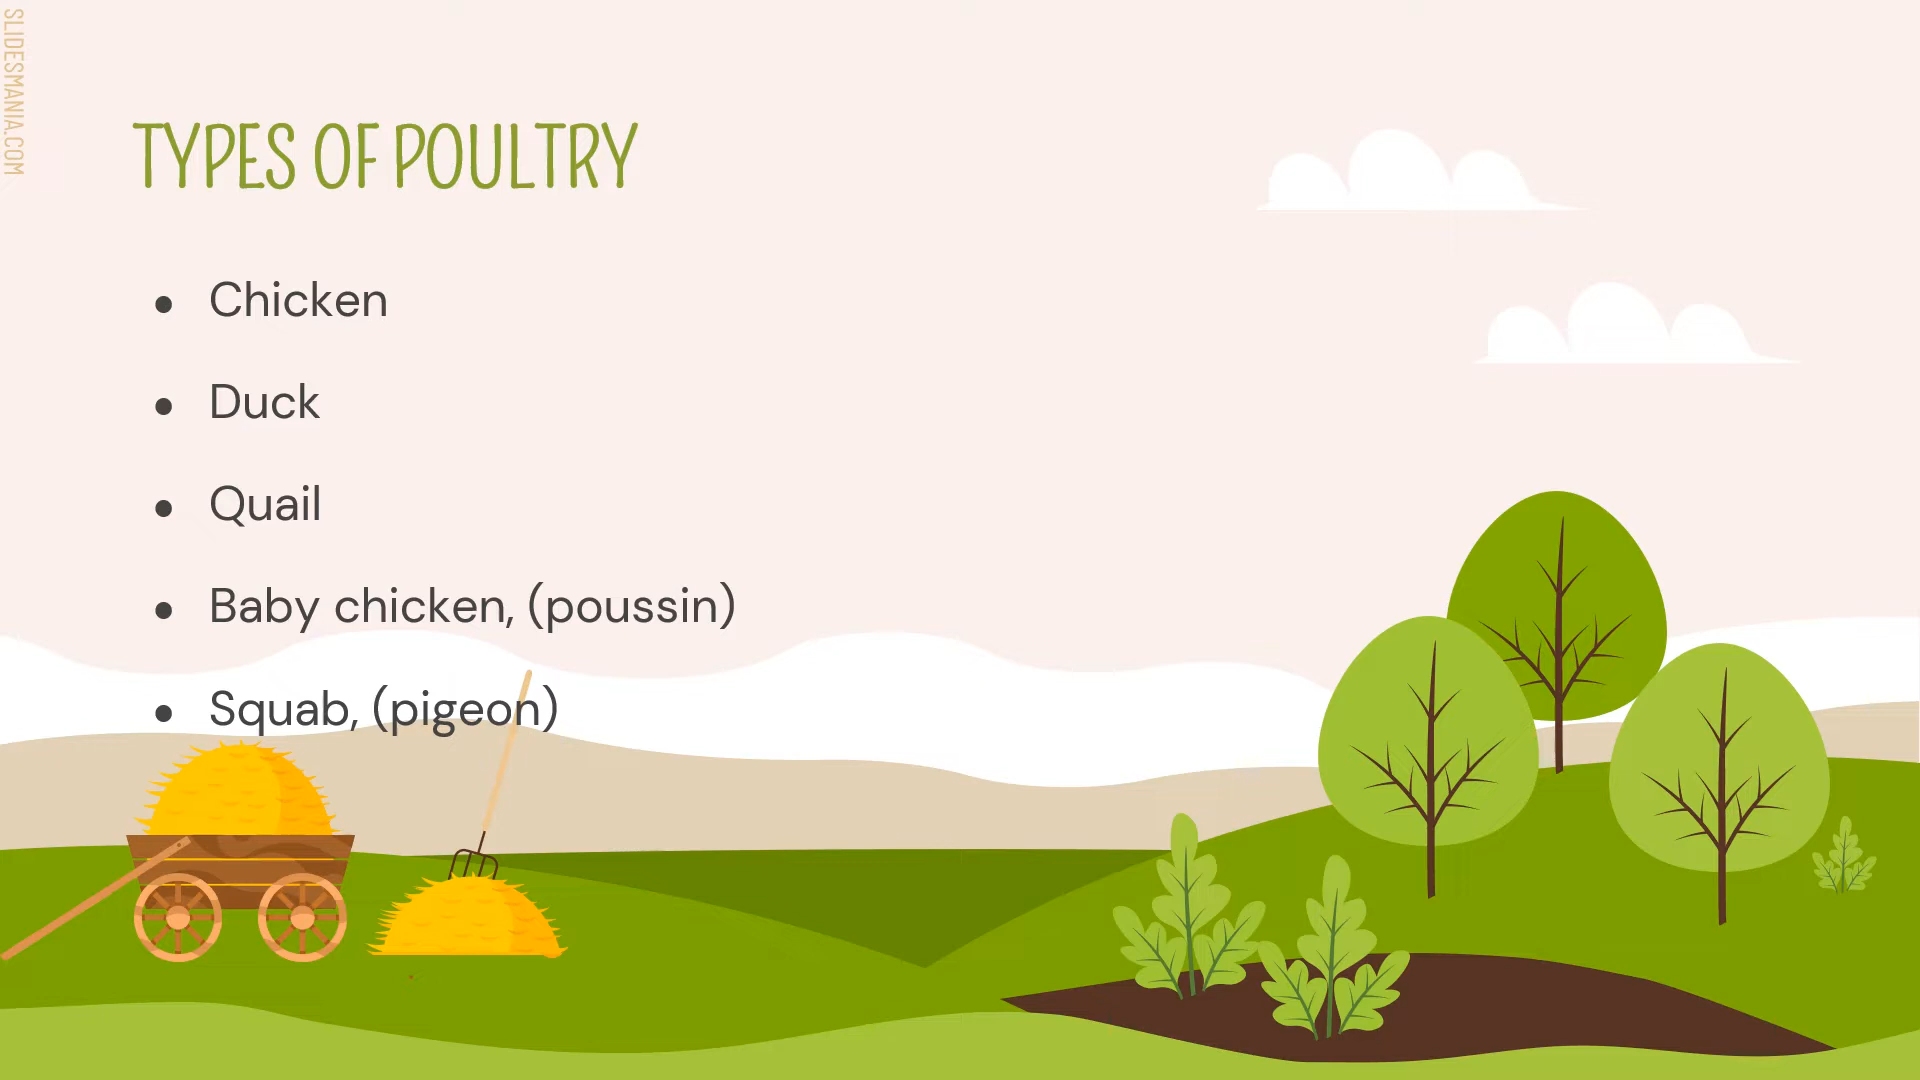 SLIDESMANIA.COM
TYPES OF POULTRY
● Chicken
● Duck
● Quail
● Baby chicken, (poussin)
● Squab, (pigeon)